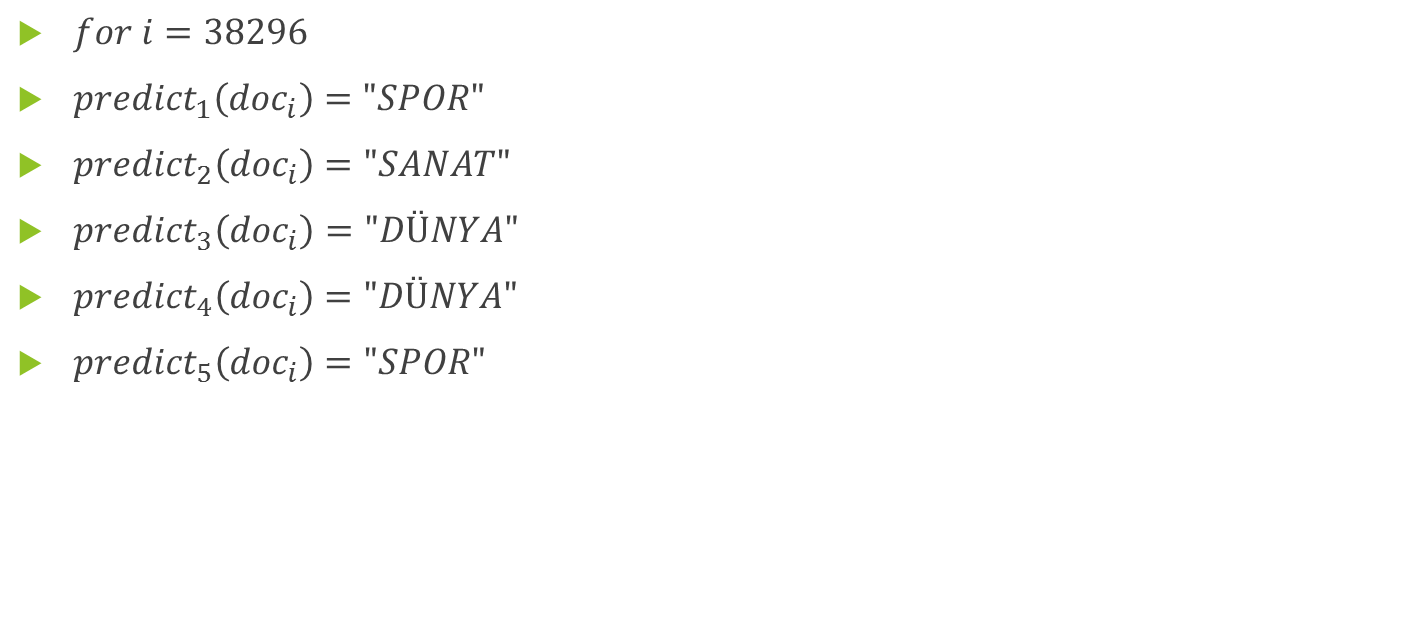 for i = 38296
predict₁(docᵢ) = "SPOR"
predict₂(docᵢ) = "SANAT"
predict₃(docᵢ) = "DÜNYA"
predict₄(docᵢ) = "DÜNYA"
predict₅(docᵢ) = "SPOR"